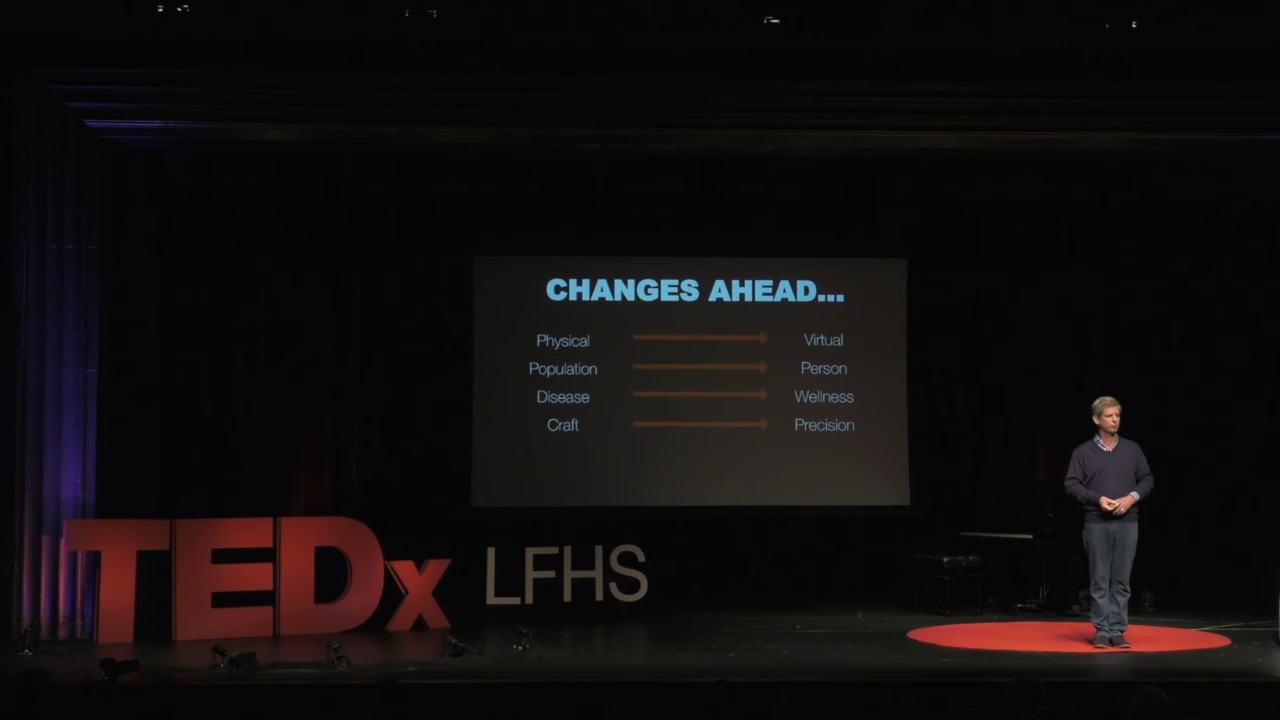 CHANGES AHEAD...
Physical Virtual
Population Person
Disease Wellness
Craft Precision
TEDx LFHS